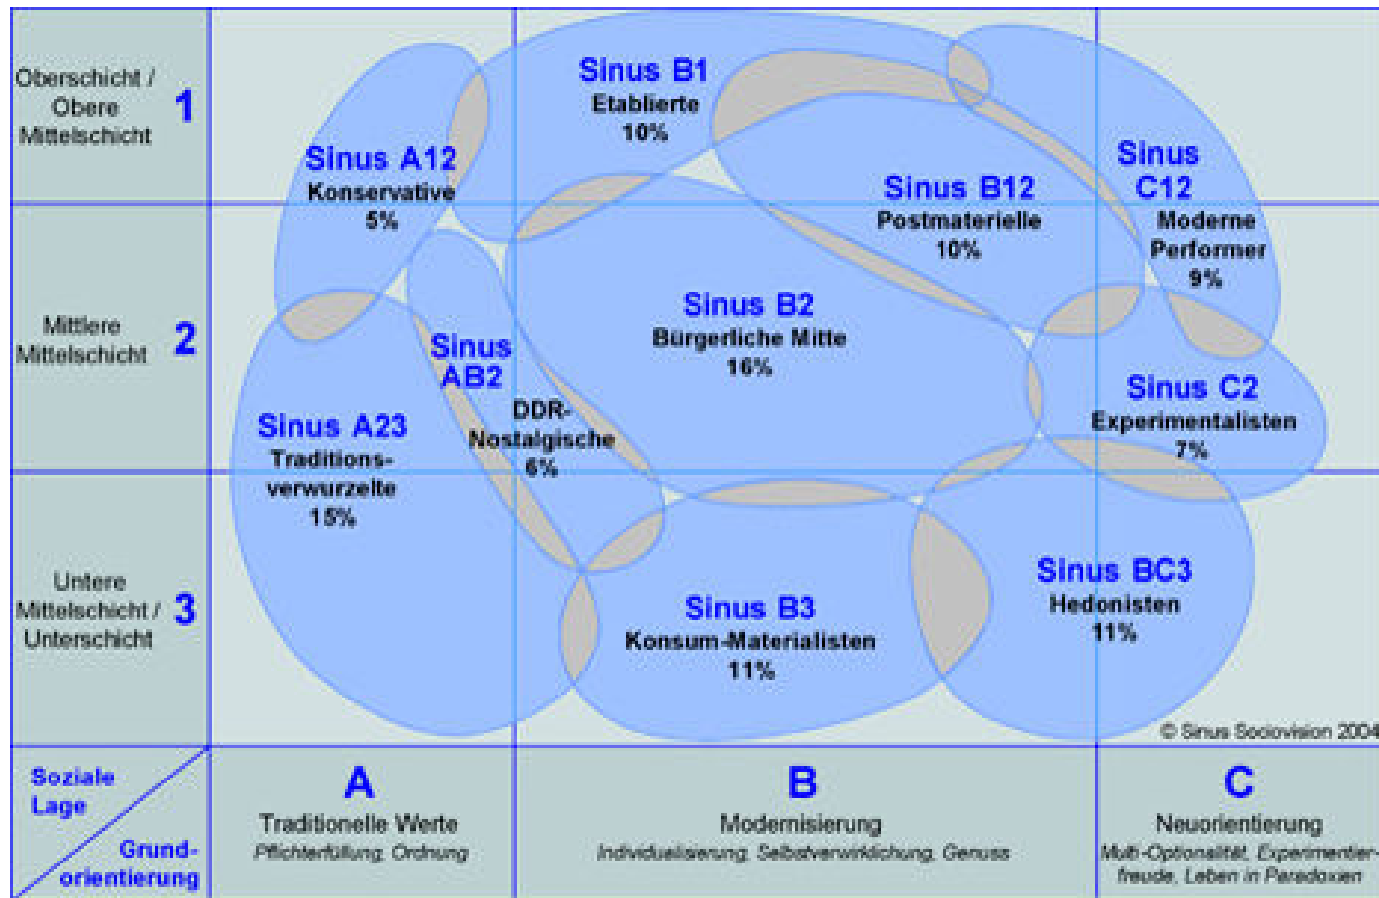 Oberschicht /
Obere
Mittelschicht
1
Mittlere
Mittelschicht
2
Untere
Mittelschicht /
Unterschicht
3
Sinus A12
Konservative
5%
Sinus B1
Etablierte
10%
Sinus B12
Postmaterielle
10%
Sinus
C12
Moderne
Performer
9%
Sinus A23
Traditions-
verwurzelte
15%
Sinus
AB2
DDR-
Nostalgische
6%
Sinus B2
Bürgerliche Mitte
16%
Sinus C2
Experimentalisten
7%
Sinus B3
Konsum-Materialisten
11%
Sinus BC3
Hedonisten
11%
© Sinus Sociovision 2004
Soziale
Lage
Grund-
orientierung
A
Traditionelle Werte
Pflichterfüllung, Ordnung
B
Modernisierung
Individualisierung, Selbstverwirklichung, Genuss
C
Neuorientierung
Multi-Optionalität, Experimentier-
freude, Leben in Paradoxien